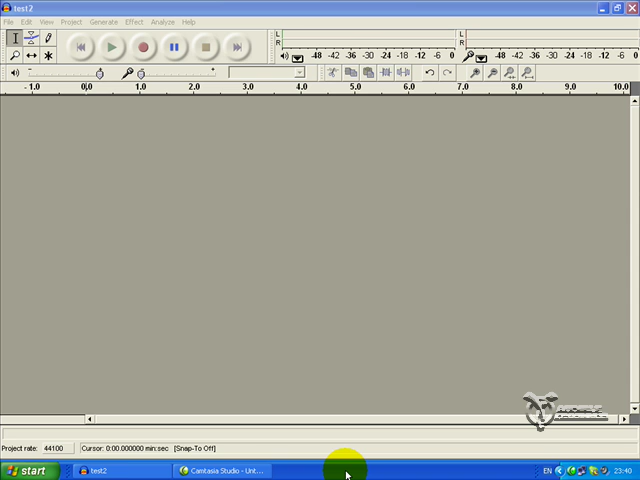 test2
File Edit View Project Generate Effect Analyze Help
L
R
-48 -42 -36 -30 -24 -18 -12 -6 0
L
R
-48 -42 -36 -30 -24 -18 -12 -6 0
- +
- +
- 1.0 0.0 1.0 2.0 3.0 4.0 5.0 6.0 7.0 8.0 9.0 10.0
Project rate: 44100 Cursor: 0:00.000000 min:sec [Snap-To Off]
start test2 Camtasia Studio - Unt... EN 23:40